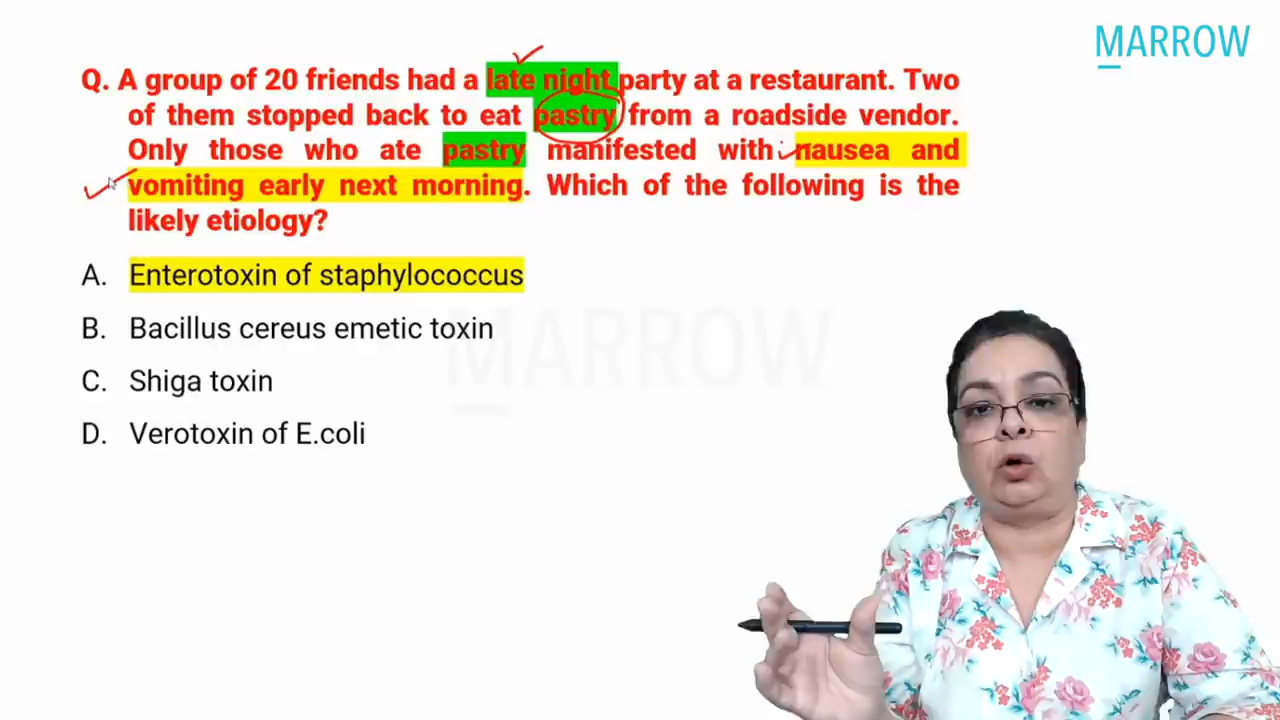 MARROW
Q. A group of 20 friends had a late night party at a restaurant. Two
of them stopped back to eat pastry from a roadside vendor.
Only those who ate pastry manifested with nausea and
vomiting early next morning. Which of the following is the
likely etiology?
A. Enterotoxin of staphylococcus
B. Bacillus cereus emetic toxin
MARROW
C. Shiga toxin
D. Verotoxin of E.coli